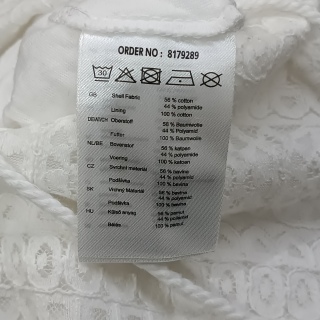 ORDER NO : 8179289
30
GB Shell Fabric 56 % cotton
44 % polyamide
Lining 100 % cotton
DE/A/CH Oberstoff 56 % Baumwolle
44 % Polyamid
Futter 100 % Baumwolle
NL/BE Bovenstof 56 % katoen
44 % polyamide
Voering 100 % katoen
CZ Svrchní materiál 56 % bavlna
44 % polyamid
Podšívka 100 % bavlna
SK Vrchný Materiál 56 % bavlna
44 % polyamid
Podšívka 100 % bavlna
HU Külső anyag 56 % pamut
44 % poliamid
Bélés 100 % pamut